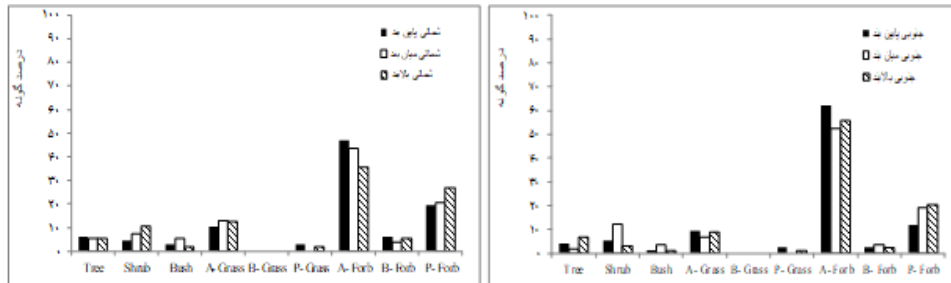 درصد گونه
۱۰۰
۹۰
۸۰
۷۰
۶۰
۵۰
۴۰
۳۰
۲۰
۱۰
۰
شمالی پایین بند
شمالی میان بند
شمالی بالابند
Tree Shrub Bush A- Grass B- Grass P- Grass A- Forb B- Forb P- Forb
درصد گونه
۱۰۰
۹۰
۸۰
۷۰
۶۰
۵۰
۴۰
۳۰
۲۰
۱۰
۰
جنوبی پایین بند
جنوبی میان بند
جنوبی بالابند
Tree Shrub Bush A- Grass B- Grass P- Grass A- Forb B- Forb P- Forb